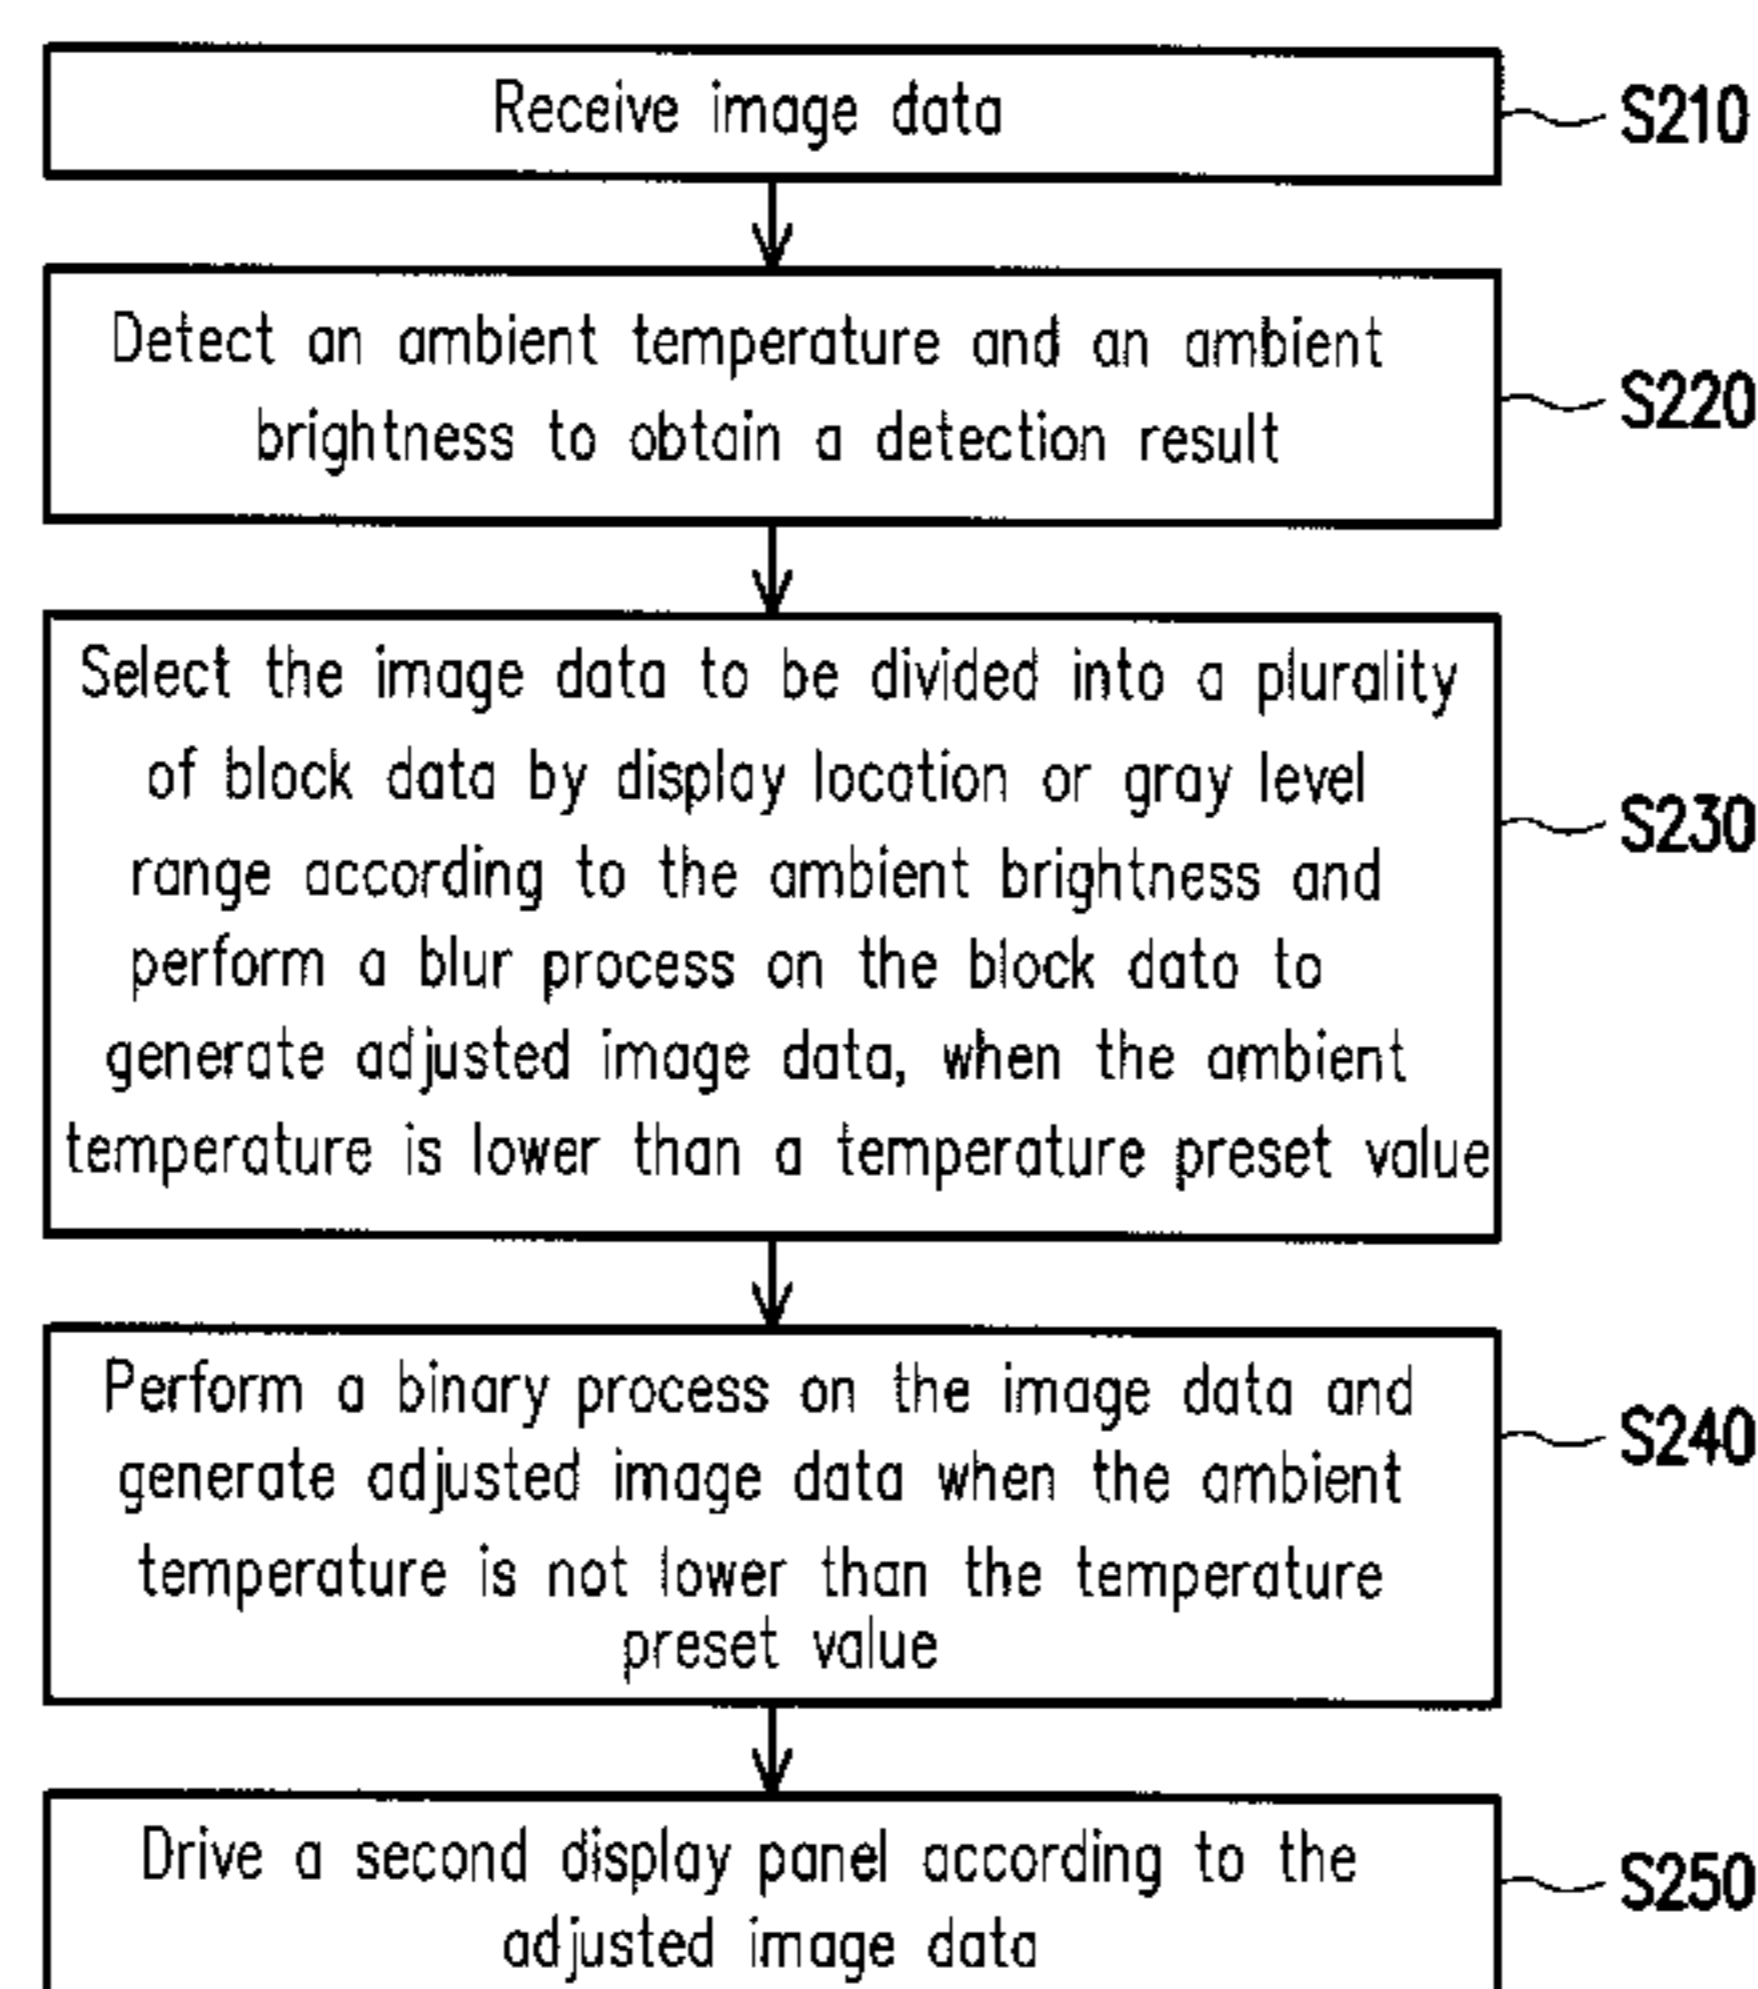 Receive image data
S210
Detect an ambient temperature and an ambient
brightness to obtain a detection result
S220
Select the image data to be divided into a plurality
of block data by display location or gray level
range according to the ambient brightness and
perform a blur process on the block data to
generate adjusted image data, when the ambient
temperature is lower than a temperature preset value
S230
Perform a binary process on the image data and
generate adjusted image data when the ambient
temperature is not lower than the temperature
preset value
S240
Drive a second display panel according to the
adjusted image data
S250